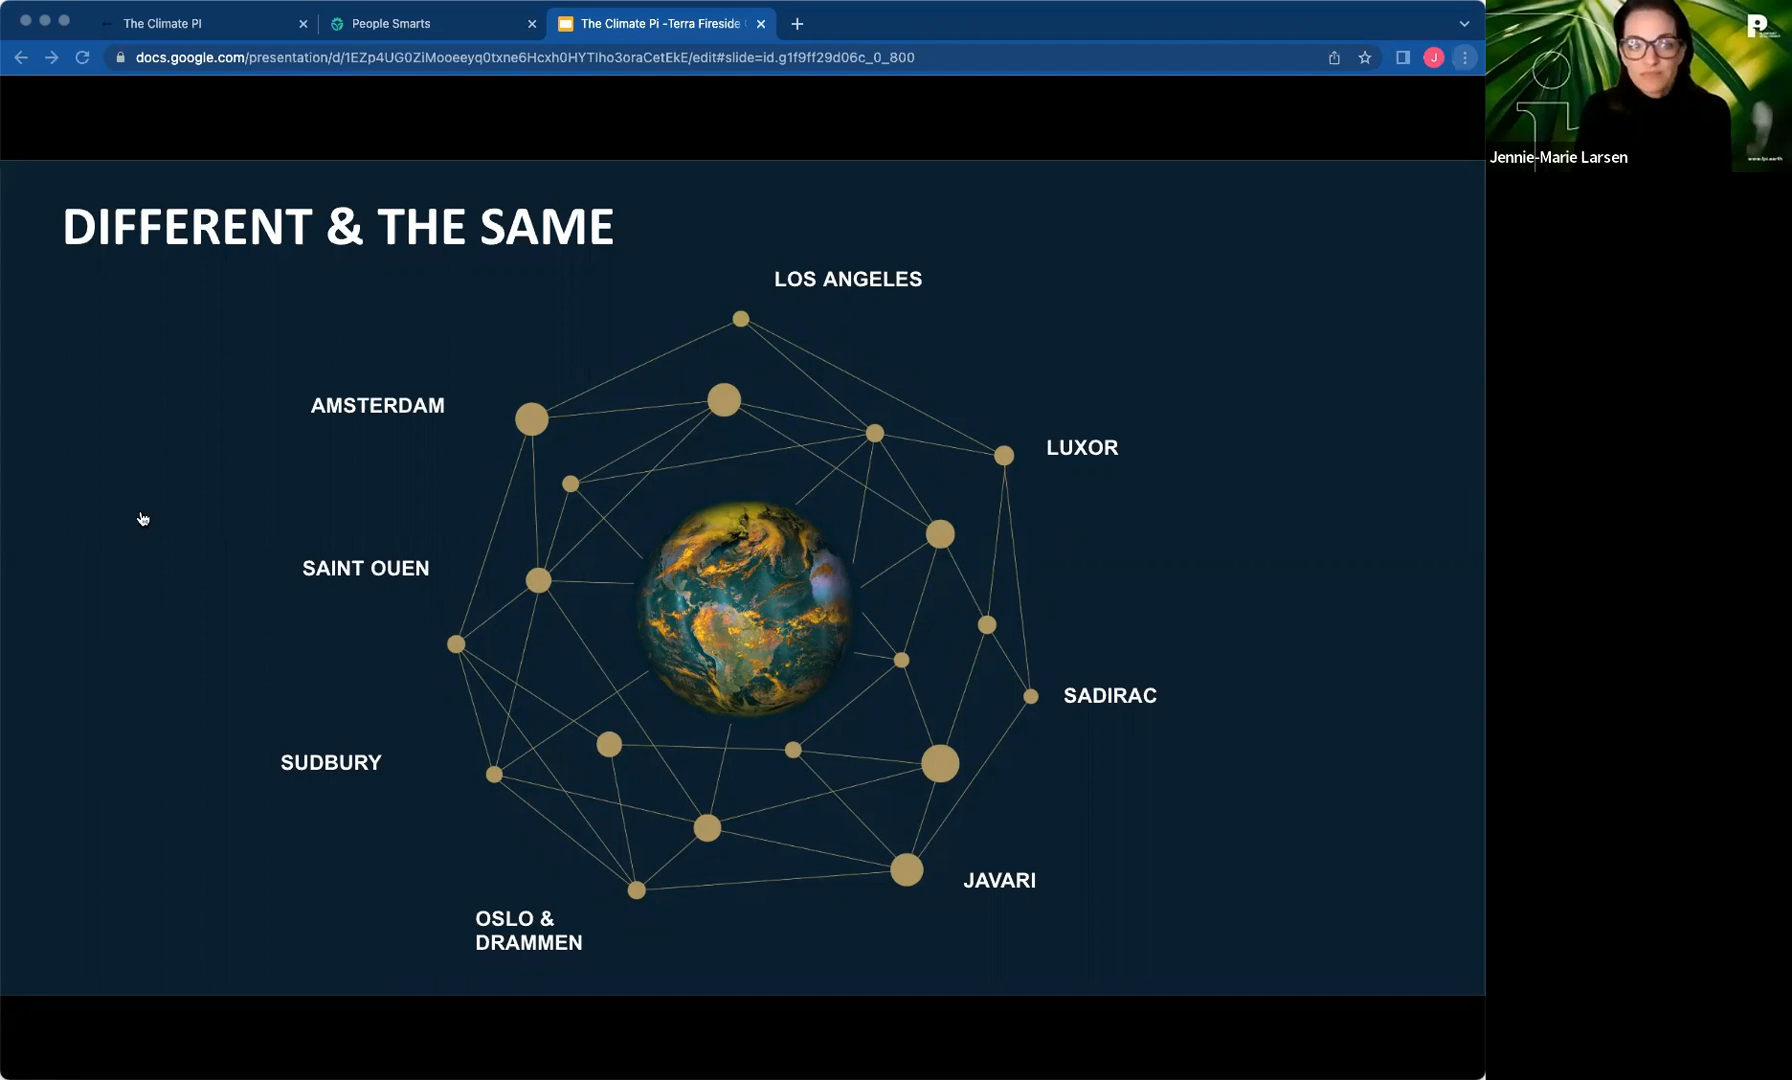 The Climate PI
People Smarts
The Climate Pi -Terra Fireside
docs.google.com/presentation/d/1EZp4UG0ZiMooeeyq0txne6Hcxh0HYTlho3oraCetEkE/edit#slide=id.g1f9ff29d06c_0_800
J
Jennie-Marie Larsen
DIFFERENT & THE SAME
LOS ANGELES
AMSTERDAM
LUXOR
SAINT OUEN
SADIRAC
SUDBURY
JAVARI
OSLO &
DRAMMEN